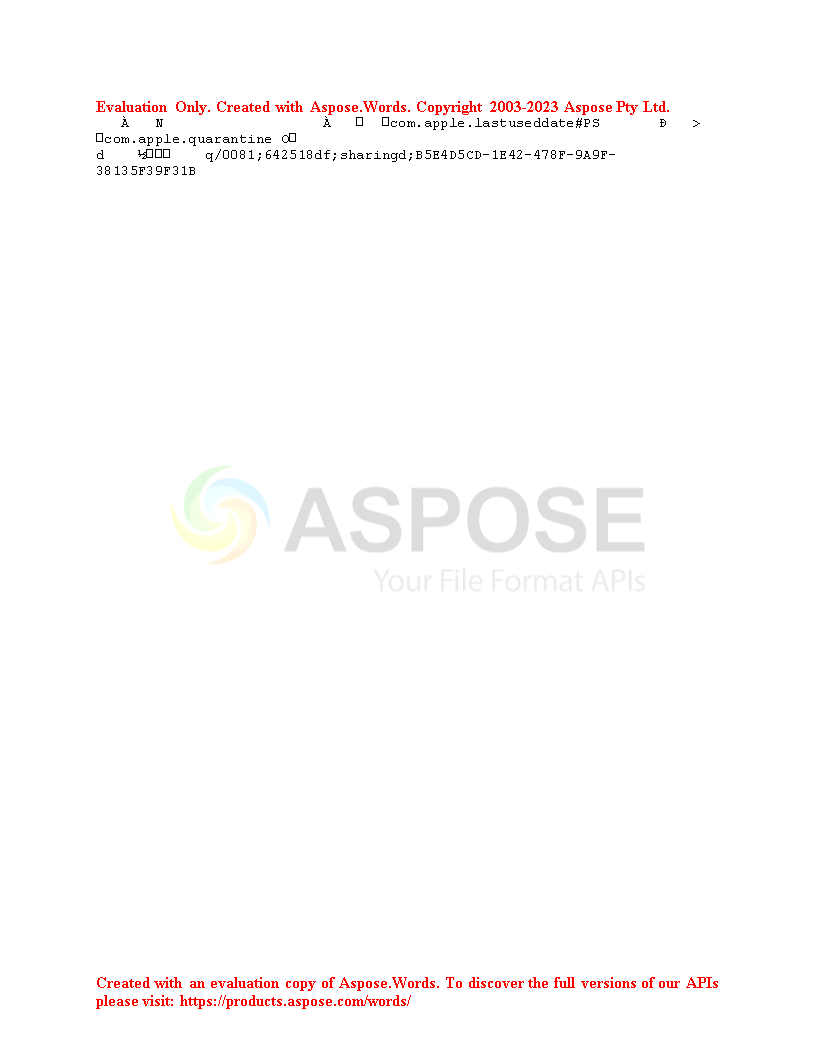 Evaluation Only. Created with Aspose.Words. Copyright 2003-2023 Aspose Pty Ltd.
À N À □ □com.apple.lastuseddate#PS Ð >
□com.apple.quarantine O□
d ½□□□ q/0081;642518df;sharingd;B5E4D5CD-1E42-478F-9A9F-
38135F39F31B
ASPOSE
Your File Format APIs
Created with an evaluation copy of Aspose.Words. To discover the full versions of our APIs
please visit: https://products.aspose.com/words/